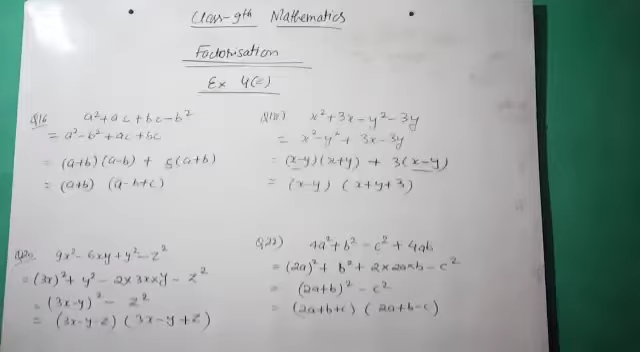 Class-9th Mathematics
Factorisation
Ex 4(E)
Q16 a²+ac+bc-b²
= a²-b²+ac+bc
= (a+b)(a-b) + c(a+b)
= (a+b) (a-b+c)
x²+3x-y²-3y
= x²-y²+3x-3y
= (x-y)(x+y) + 3(x-y)
= (x-y) (x+y+3)
9x²-6xy+y²-z²
= (3x)²+y²-2×3x×y-z²
= (3x-y)²-z²
= (3x-y-z) (3x-y+z)
Q22) 4a²+b²-c²+4ab
= (2a)²+b²+2×2a×b-c²
= (2a+b)²-c²
= (2a+b+c) (2a+b-c)